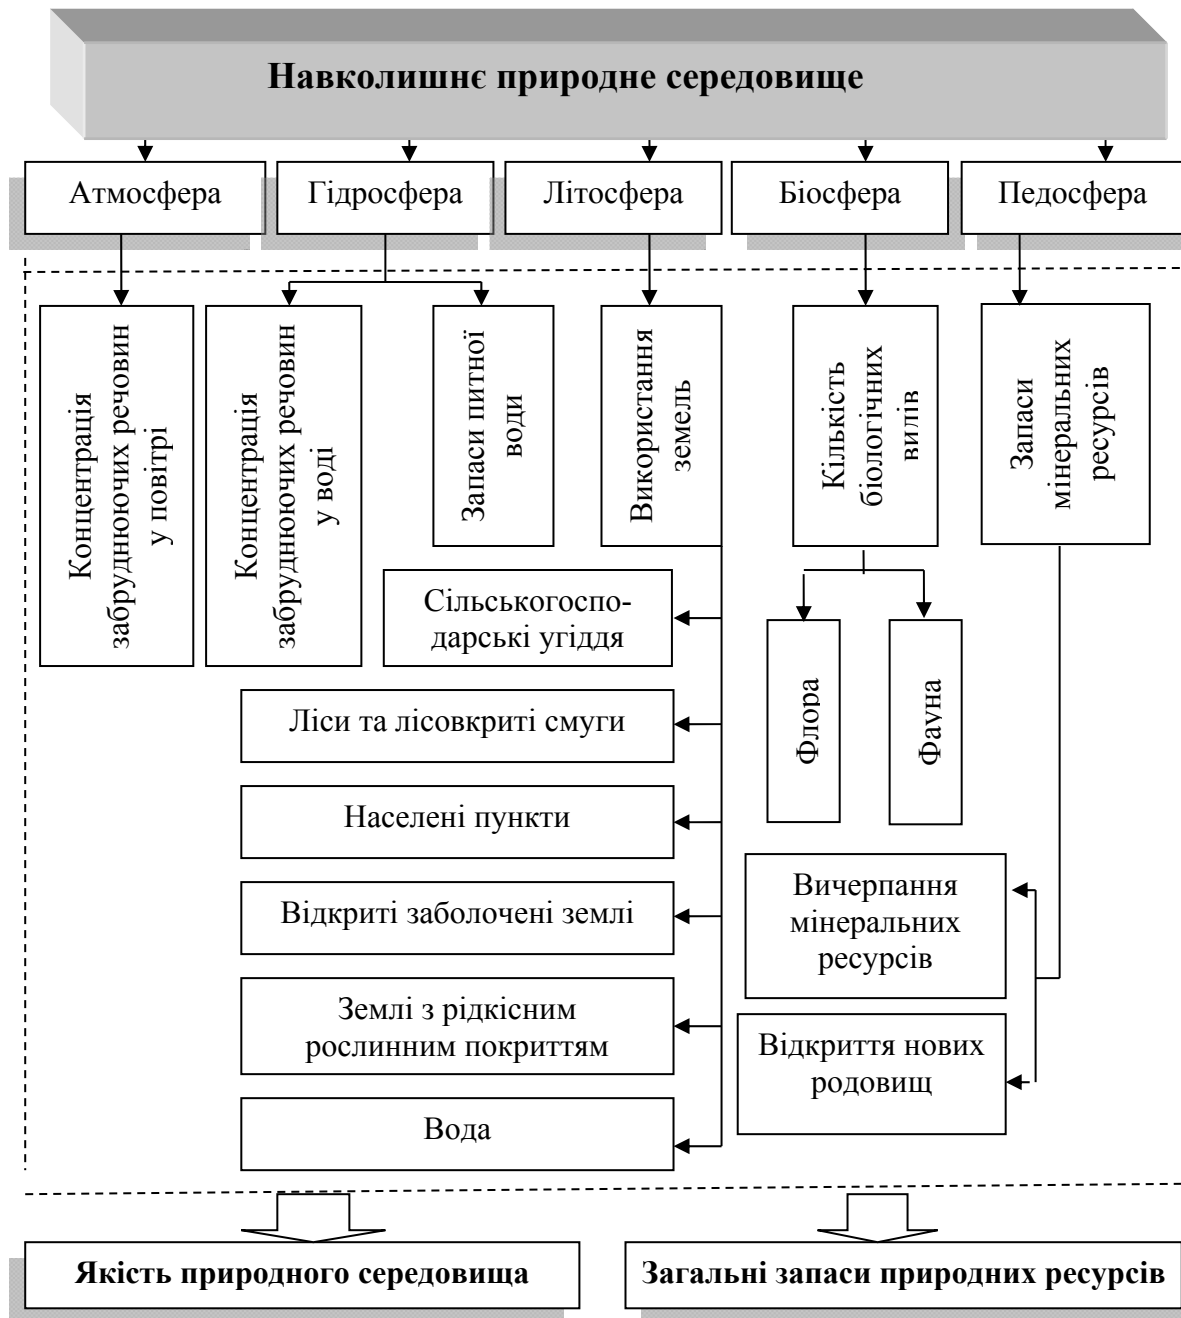 Навколишнє природне середовище
Атмосфера
Гідросфера
Літосфера
Біосфера
Педосфера
Концентрація
забруднюючих речовин
у повітрі
Концентрація
забруднюючих речовин
у воді
Запаси питної
води
Використання
земель
Кількість
біологічних
вилів
Запаси
мінеральних
ресурсів
Сільськогоспо-
дарські угіддя
Ліси та лісовкриті смуги
Населені пункти
Відкриті заболочені землі
Землі з рідкісним
рослинним покриттям
Вода
Флора
Фауна
Вичерпання
мінеральних
ресурсів
Відкриття нових
родовищ
Якість природного середовища
Загальні запаси природних ресурсів